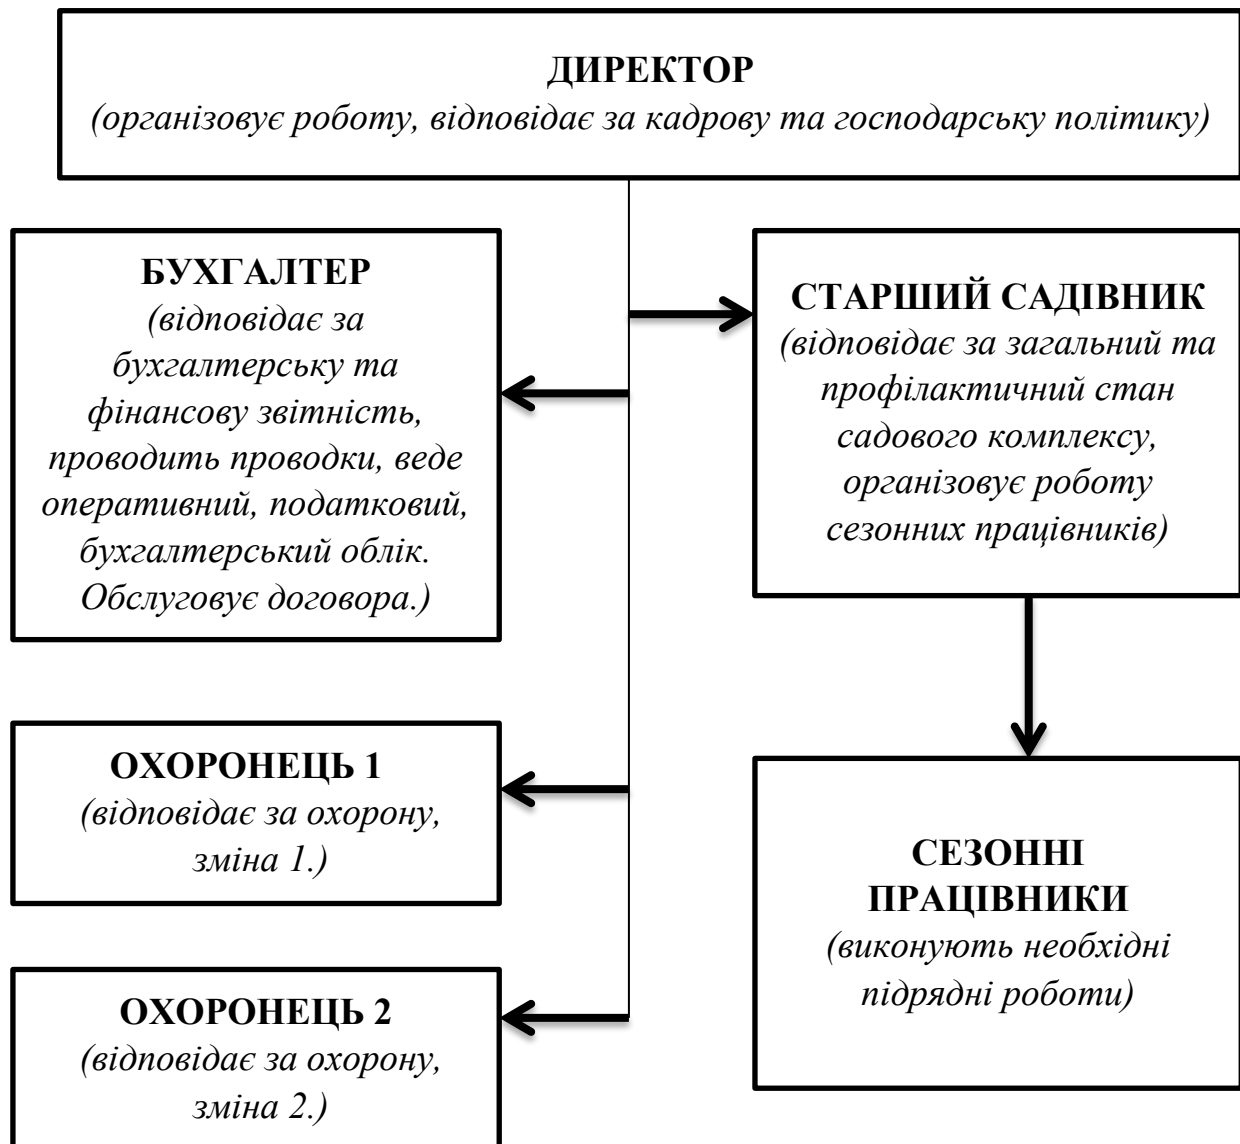 ДИРЕКТОР
(організовує роботу, відповідає за кадрову та господарську політику)
БУХГАЛТЕР
(відповідає за
бухгалтерську та
фінансову звітність,
проводить проводки, веде
оперативний, податковий,
бухгалтерський облік.
Обслуговує договора.)
СТАРШИЙ САДІВНИК
(відповідає за загальний та
профілактичний стан
садового комплексу,
організовує роботу
сезонних працівників)
ОХОРОНЕЦЬ 1
(відповідає за охорону,
зміна 1.)
СЕЗОННІ
ПРАЦІВНИКИ
(виконують необхідні
підрядні роботи)
ОХОРОНЕЦЬ 2
(відповідає за охорону,
зміна 2.)